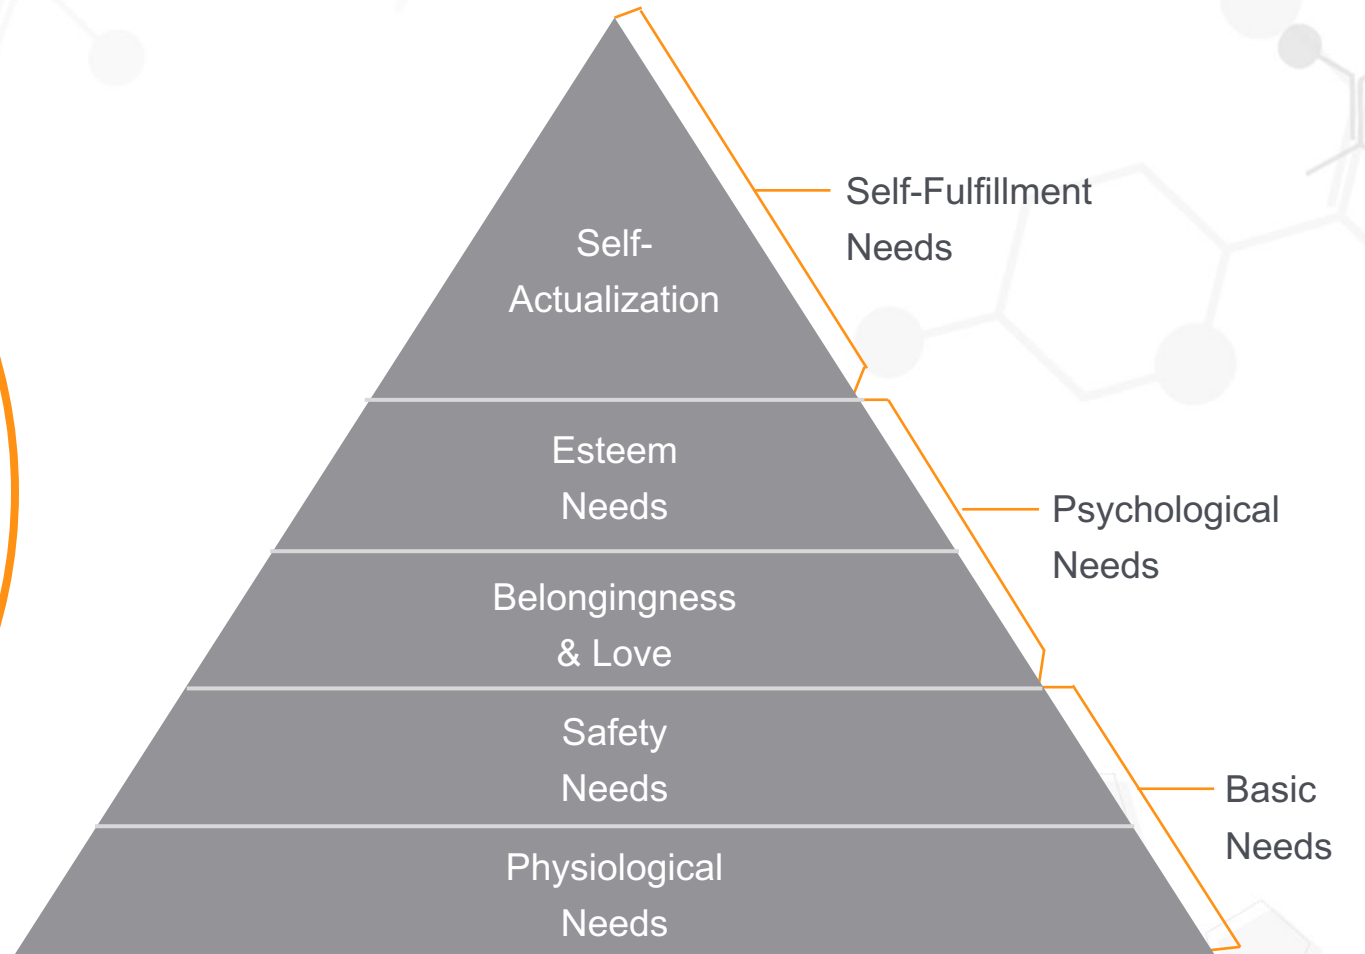 Self-
Actualization
Self-Fulfillment
Needs
Esteem
Needs
Belongingness
& Love
Psychological
Needs
Safety
Needs
Physiological
Needs
Basic
Needs